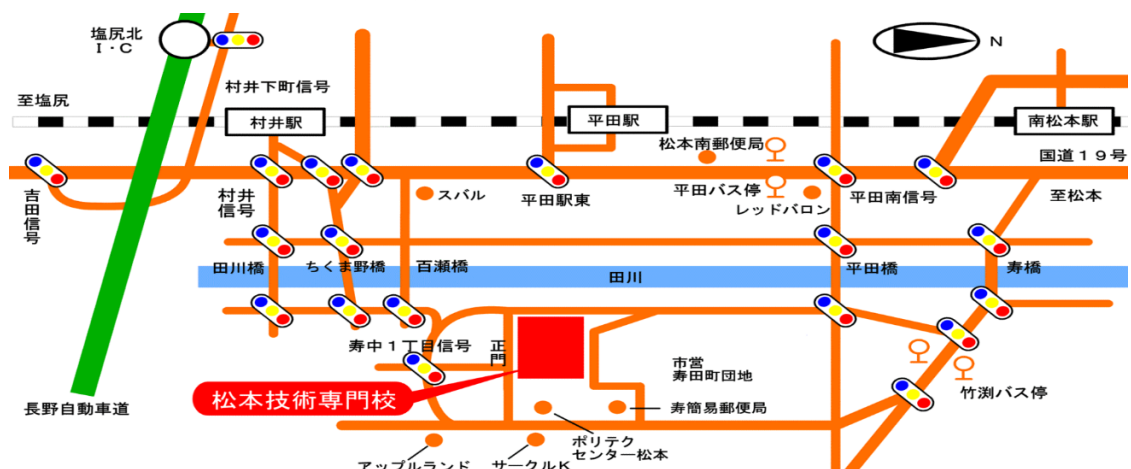 塩尻北
I・C
N
村井下町信号
至塩尻
村井駅
平田駅
南松本駅
松本南郵便局
国道19号
吉田信号
村井
信号
スバル
平田駅東
平田バス停
レッドバロン
平田南信号
至松本
田川橋
ちくま野橋
百瀬橋
田川
平田橋
寿橋
寿中1丁目信号
正門
市営
寿田町団地
竹渕バス停
松本技術専門校
長野自動車道
寿簡易郵便局
ポリテク
センター松本
アップルランド
サークルK